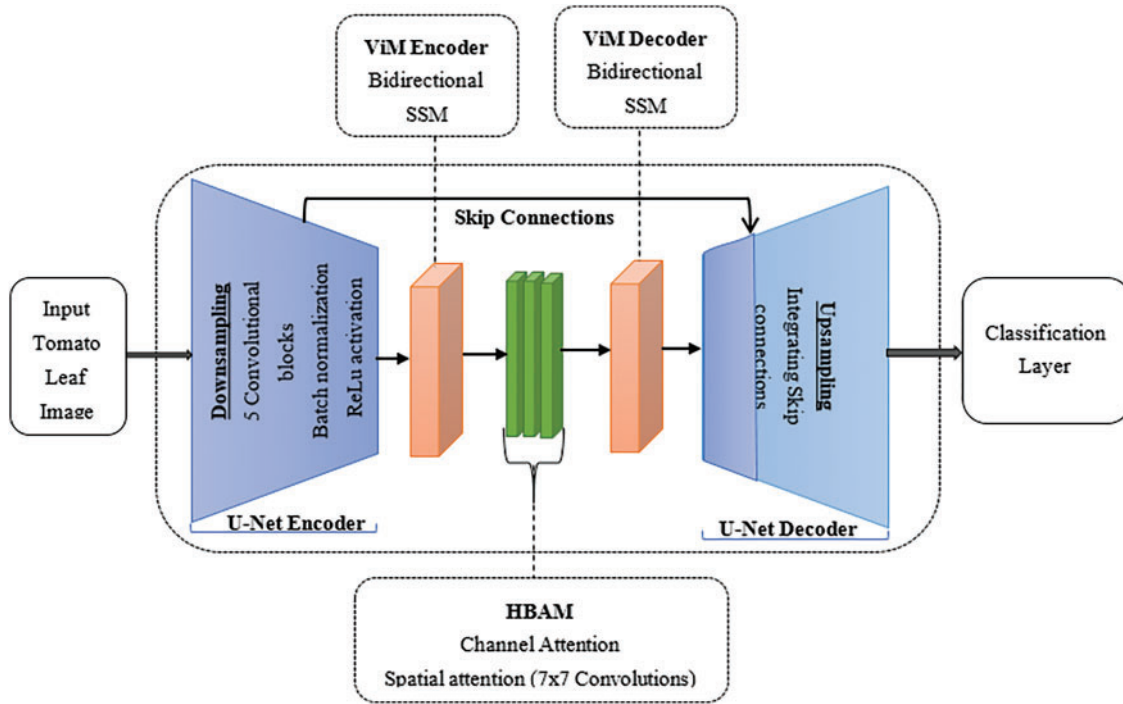 ViM Encoder
Bidirectional
SSM
ViM Decoder
Bidirectional
SSM
Skip Connections
Input
Tomato
Leaf
Image
Downsampling
5 Convolutional
blocks
Batch normalization
ReLu activation
Upsampling
Integrating Skip
connections
Classification
Layer
U-Net Encoder
U-Net Decoder
HBAM
Channel Attention
Spatial attention (7x7 Convolutions)